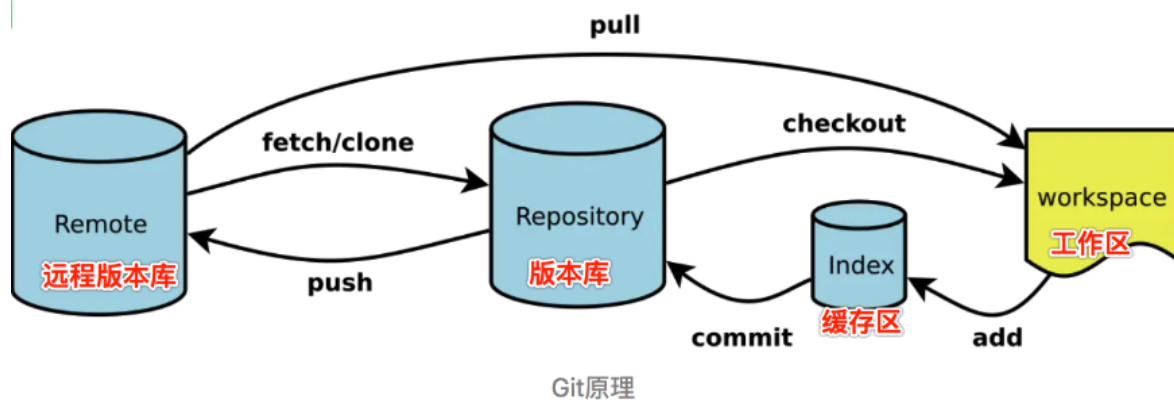 pull
fetch/clone
checkout
Remote
远程版本库
Repository
版本库
workspace
工作区
Index
缓存区
push
commit
add
Git原理